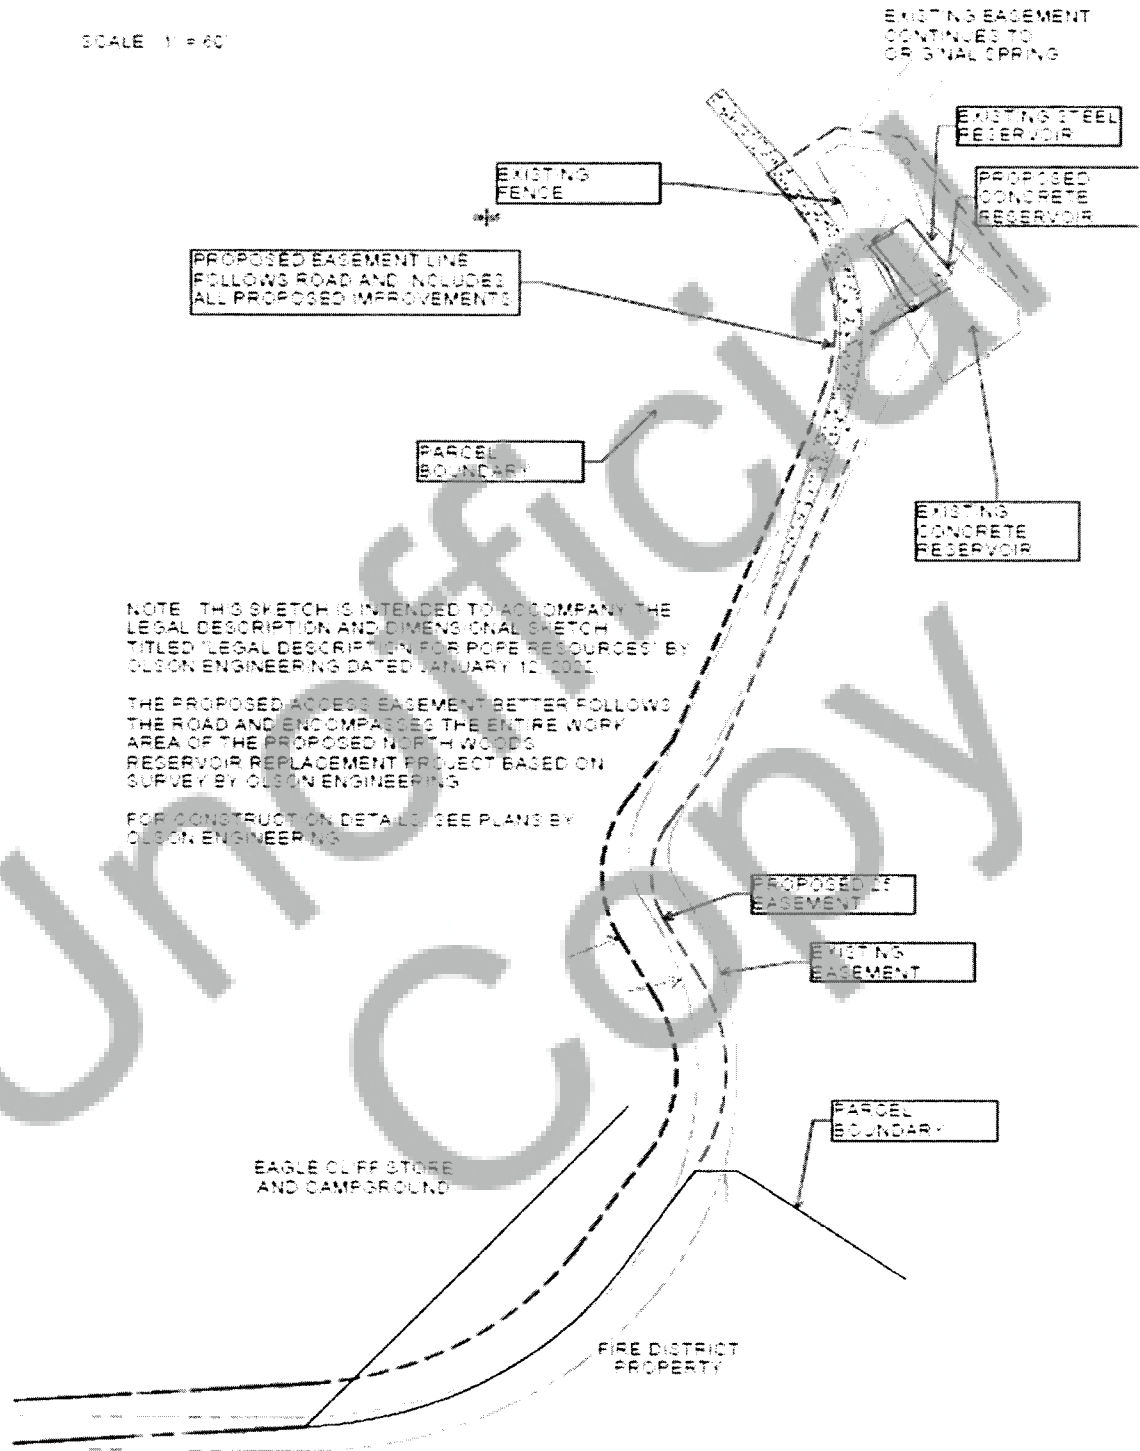 SCALE 1" = 60'
EXISTING EASEMENT
CONTINUES TO
ORIGINAL SPRING
EXISTING STEEL
RESERVOIR
EXISTING
FENCE
PROPOSED
CONCRETE
RESERVOIR
PROPOSED EASEMENT LINE
FOLLOWS ROAD AND INCLUDES
ALL PROPOSED IMPROVEMENTS
PARCEL
BOUNDARY
EXISTING
CONCRETE
RESERVOIR
NOTE: THIS SKETCH IS INTENDED TO ACCOMPANY THE
LEGAL DESCRIPTION AND DIMENSIONAL SKETCH
TITLED "LEGAL DESCRIPTION FOR POPE RESOURCES" BY
OLSON ENGINEERING DATED JANUARY 12, 2022.
THE PROPOSED ACCESS EASEMENT BETTER FOLLOWS
THE ROAD AND ENCOMPASSES THE ENTIRE WORK
AREA OF THE PROPOSED NORTH WOODS
RESERVOIR REPLACEMENT PROJECT BASED ON
SURVEY BY OLSON ENGINEERING
FOR CONSTRUCTION DETAILS, SEE PLANS BY
OLSON ENGINEERING
PROPOSED 25'
EASEMENT
EXISTING
EASEMENT
PARCEL
BOUNDARY
EAGLE CLIFF STORE
AND CAMPGROUND
FIRE DISTRICT
PROPERTY
Unofficial
Copy